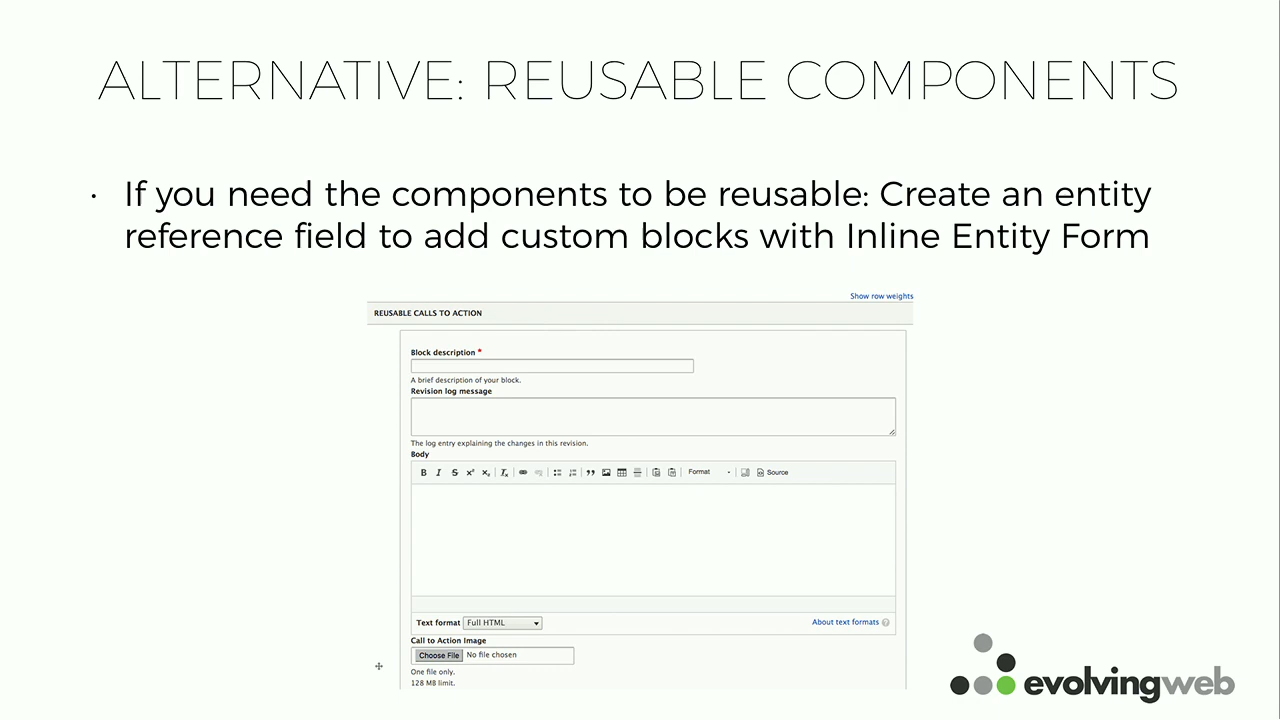 ALTERNATIVE: REUSABLE COMPONENTS
· If you need the components to be reusable: Create an entity
reference field to add custom blocks with Inline Entity Form
Show row weights
REUSABLE CALLS TO ACTION
Block description *
A brief description of your block.
Revision log message
The log entry explaining the changes in this revision.
Body
B I S x² x₂ Tx Format Source
Text format Full HTML About text formats ?
Call to Action Image
Choose File No file chosen
One file only.
128 MB limit.
evolvingweb